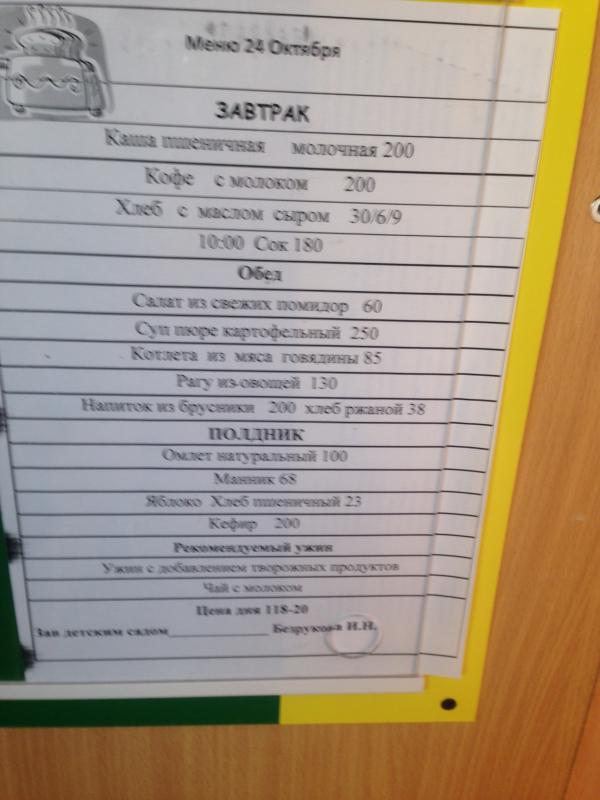 Меню 24 Октября
ЗАВТРАК
Каша пшеничная молочная 200
Кофе с молоком 200
Хлеб с маслом сыром 30/6/9
10:00 Сок 180
Обед
Салат из свежих помидор 60
Суп пюре картофельный 250
Котлета из мяса говядины 85
Рагу из овощей 130
Напиток из брусники 200 хлеб ржаной 38
ПОЛДНИК
Омлет натуральный 100
Манник 68
Яблоко Хлеб пшеничный 23
Кефир 200
Рекомендуемый ужин
Ужин с добавлением творожных продуктов
Чай с молоком
Цена дня 118-20
Зав детским садом______________ Безрукова И.Н.